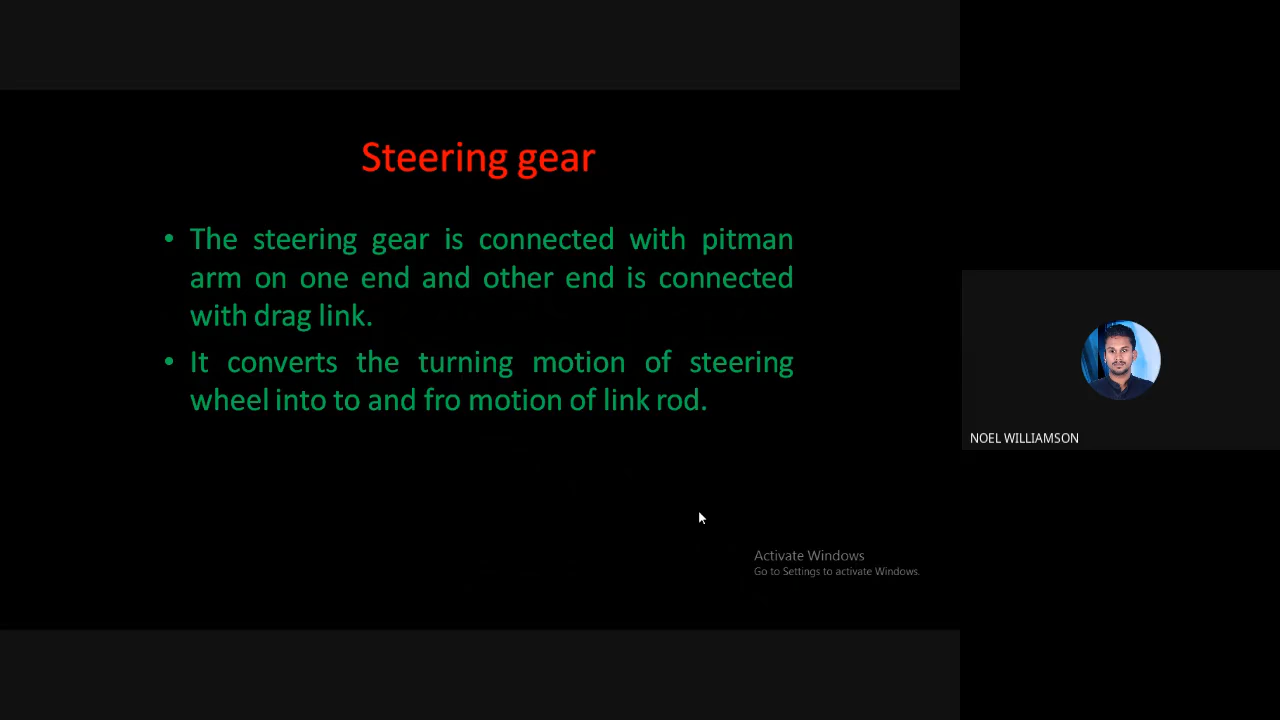 Steering gear
• The steering gear is connected with pitman
arm on one end and other end is connected
with drag link.
• It converts the turning motion of steering
wheel into to and fro motion of link rod.
NOEL WILLIAMSON
Activate Windows
Go to Settings to activate Windows.